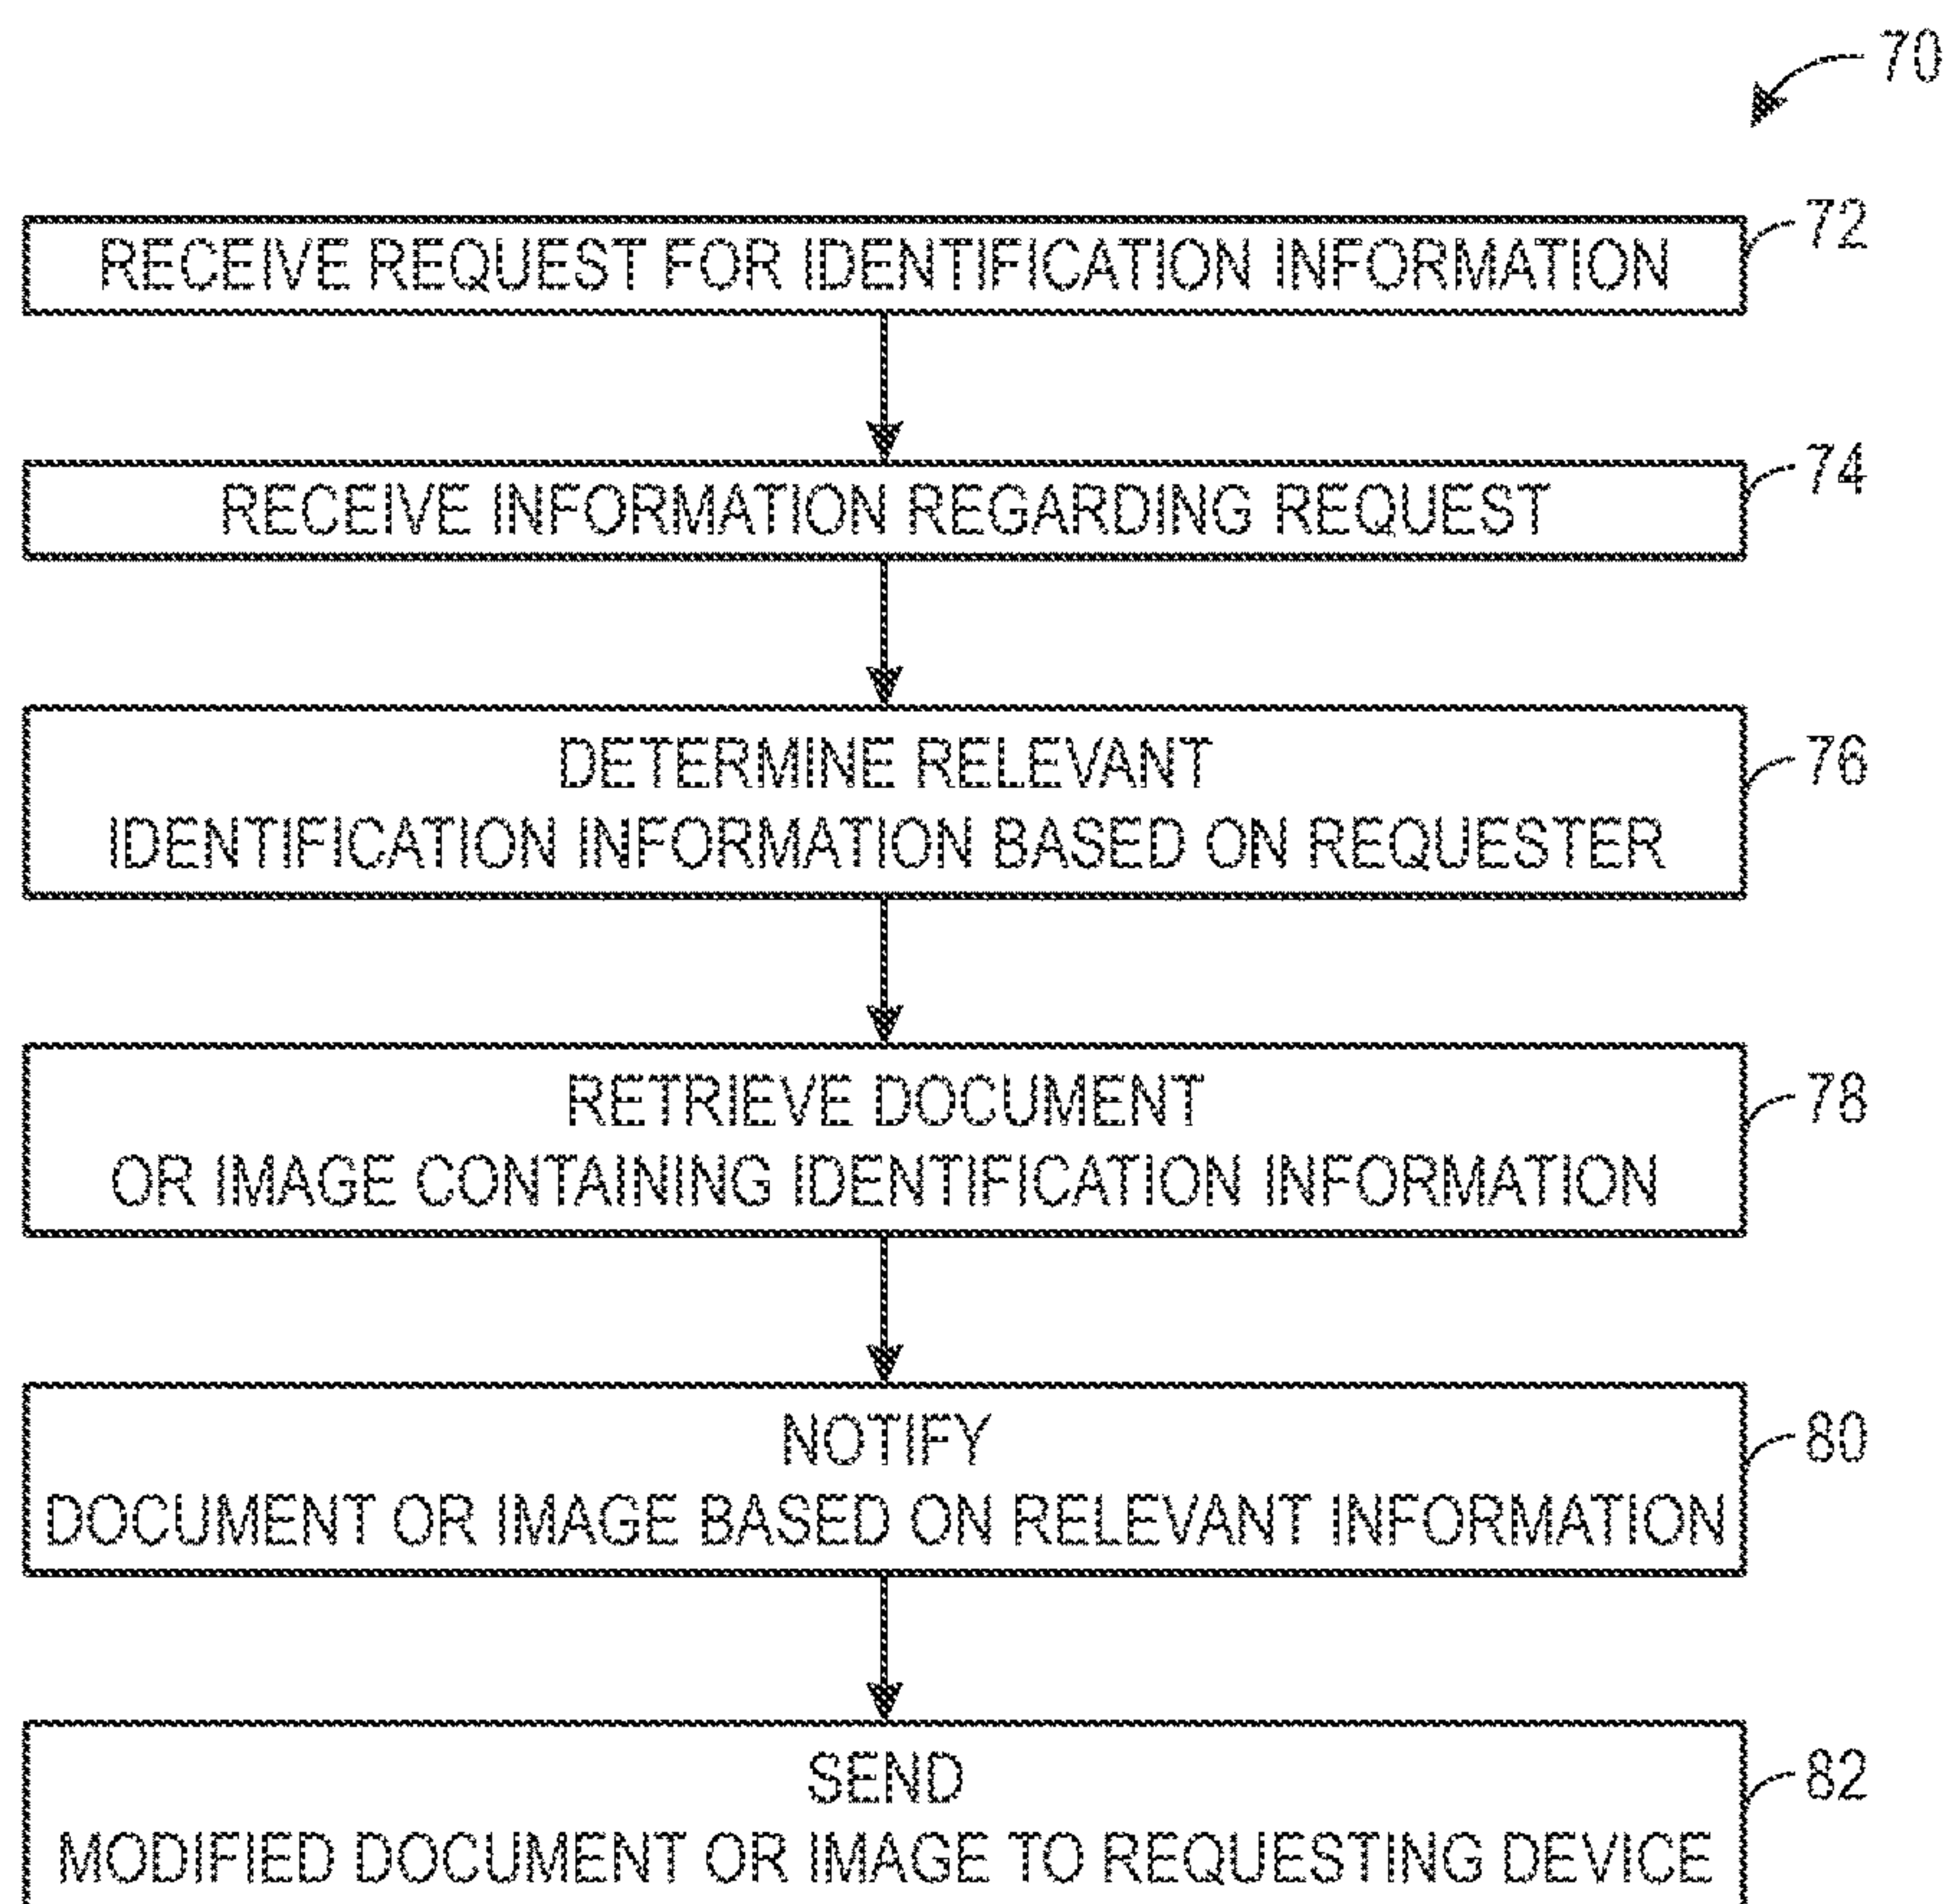 70
RECEIVE REQUEST FOR IDENTIFICATION INFORMATION
72
RECEIVE INFORMATION REGARDING REQUEST
74
DETERMINE RELEVANT
IDENTIFICATION INFORMATION BASED ON REQUESTER
76
RETRIEVE DOCUMENT
OR IMAGE CONTAINING IDENTIFICATION INFORMATION
78
NOTIFY
DOCUMENT OR IMAGE BASED ON RELEVANT INFORMATION
80
SEND
MODIFIED DOCUMENT OR IMAGE TO REQUESTING DEVICE
82